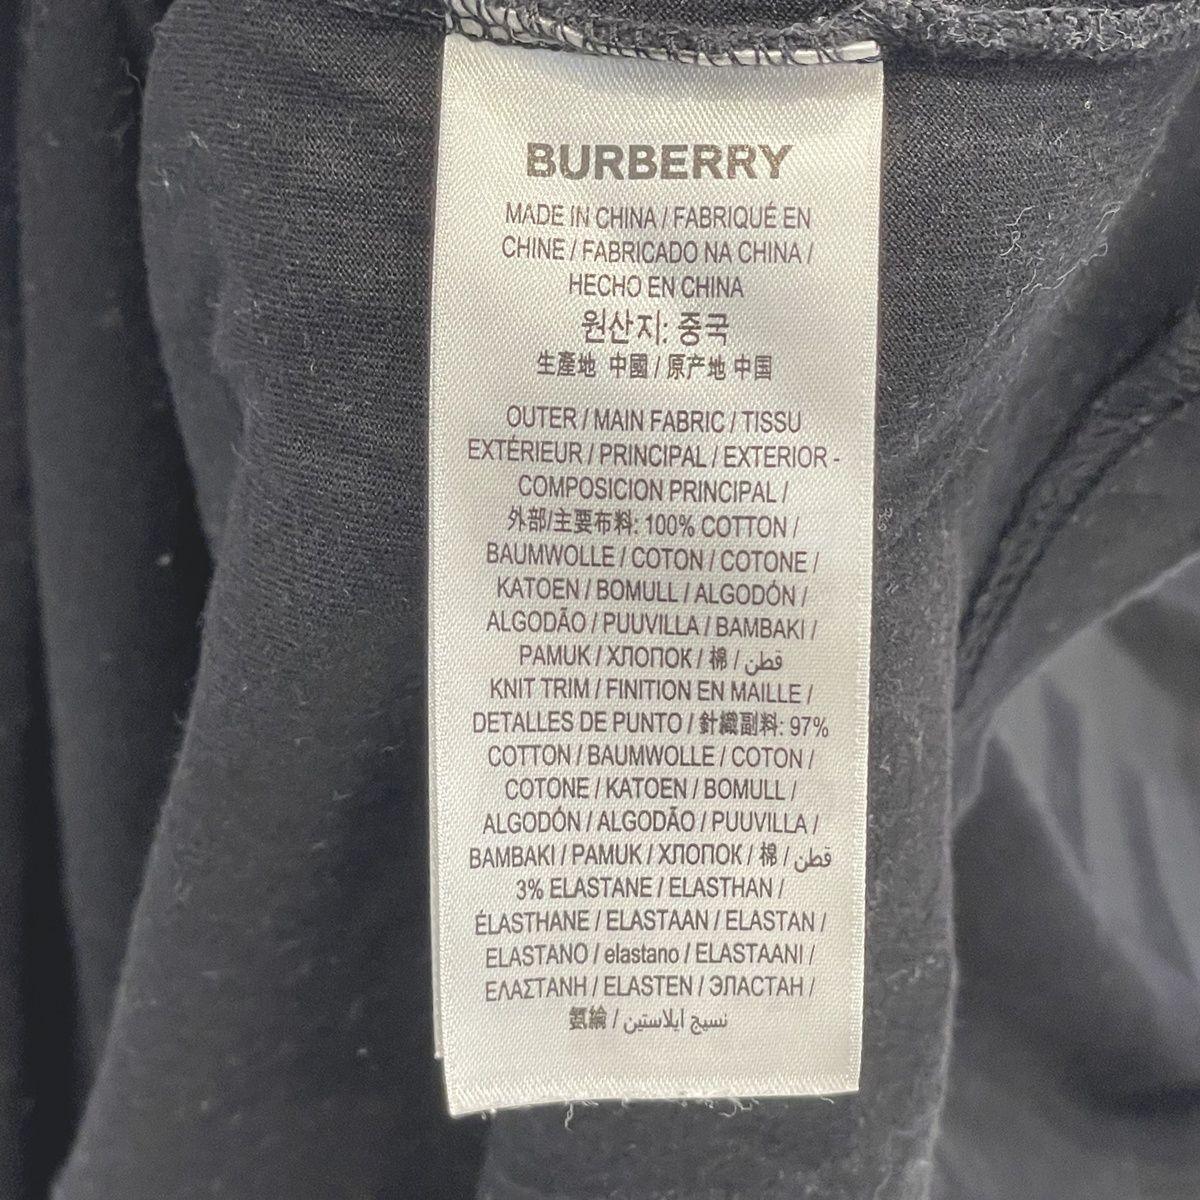 BURBERRY
MADE IN CHINA / FABRIQUÉ EN
CHINE / FABRICADO NA CHINA /
HECHO EN CHINA
원산지: 중국
生產地 中國 / 原产地 中国
OUTER / MAIN FABRIC / TISSU
EXTÉRIEUR / PRINCIPAL / EXTERIOR -
COMPOSICION PRINCIPAL /
外部/主要布料: 100% COTTON /
BAUMWOLLE / COTON / COTONE /
KATOEN / BOMULL / ALGODÓN /
ALGODÃO / PUUVILLA / BAMBAKI /
PAMUK / ХЛОПОК / 棉 / قطن
KNIT TRIM / FINITION EN MAILLE /
DETALLES DE PUNTO / 針織副料: 97%
COTTON / BAUMWOLLE / COTON /
COTONE / KATOEN / BOMULL /
ALGODÓN / ALGODÃO / PUUVILLA /
BAMBAKI / PAMUK / ХЛОПОК / 棉 / قطن
3% ELASTANE / ELASTHAN /
ÉLASTHANE / ELASTAAN / ELASTAN /
ELASTANO / elastano / ELASTAANI /
ΕΛΑΣΤΑΝΗ / ELASTEN / ЭЛАСТАН /
氨綸 / نسيج ايلاستين